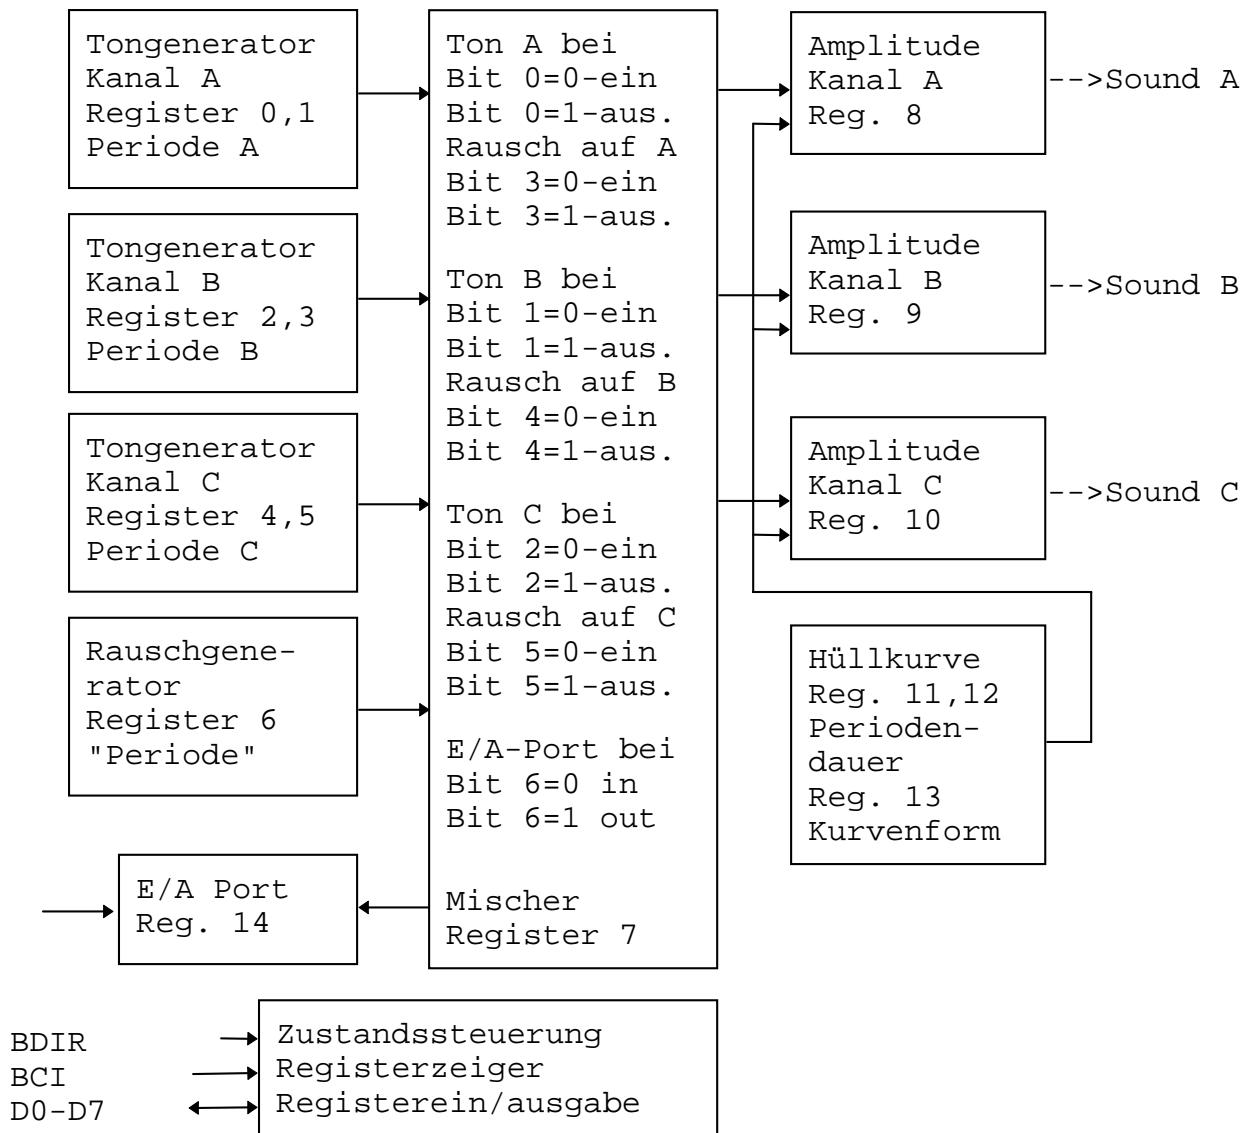 Tongenerator
Kanal A
Register 0,1
Periode A
Tongenerator
Kanal B
Register 2,3
Periode B
Tongenerator
Kanal C
Register 4,5
Periode C
Rauschgene-
rator
Register 6
"Periode"
E/A Port
Reg. 14
Ton A bei
Bit 0=0-ein
Bit 0=1-aus.
Rausch auf A
Bit 3=0-ein
Bit 3=1-aus.
Ton B bei
Bit 1=0-ein
Bit 1=1-aus.
Rausch auf B
Bit 4=0-ein
Bit 4=1-aus.
Ton C bei
Bit 2=0-ein
Bit 2=1-aus.
Rausch auf C
Bit 5=0-ein
Bit 5=1-aus.
E/A-Port bei
Bit 6=0 in
Bit 6=1 out
Mischer
Register 7
Amplitude
Kanal A
Reg. 8
-->Sound A
Amplitude
Kanal B
Reg. 9
-->Sound B
Amplitude
Kanal C
Reg. 10
-->Sound C
Hüllkurve
Reg. 11,12
Perioden-
dauer
Reg. 13
Kurvenform
BDIR
BCI
D0-D7
Zustandssteuerung
Registerzeiger
Registerein/ausgabe